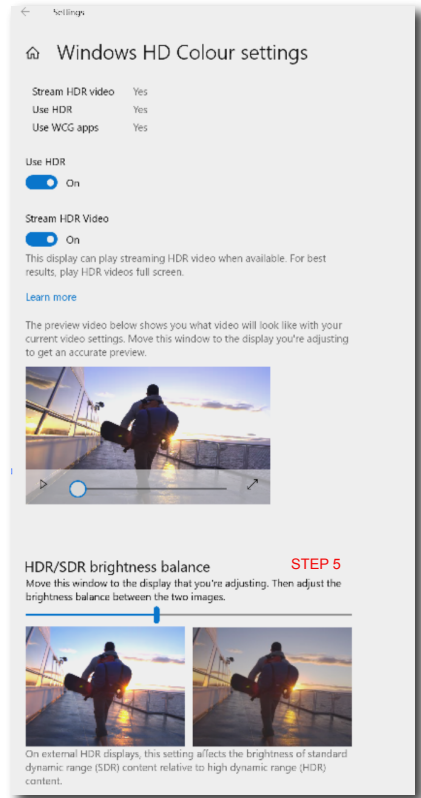 Settings
Windows HD Colour settings
Stream HDR video Yes
Use HDR Yes
Use WCG apps Yes
Use HDR
On
Stream HDR Video
On
This display can play streaming HDR video when available. For best
results, play HDR videos full screen.
Learn more
The preview video below shows you what video will look like with your
current video settings. Move this window to the display you're adjusting
to get an accurate preview.
HDR/SDR brightness balance STEP 5
Move this window to the display that you're adjusting. Then adjust the
brightness balance between the two images.
On external HDR displays, this setting affects the brightness of standard
dynamic range (SDR) content relative to high dynamic range (HDR)
content.